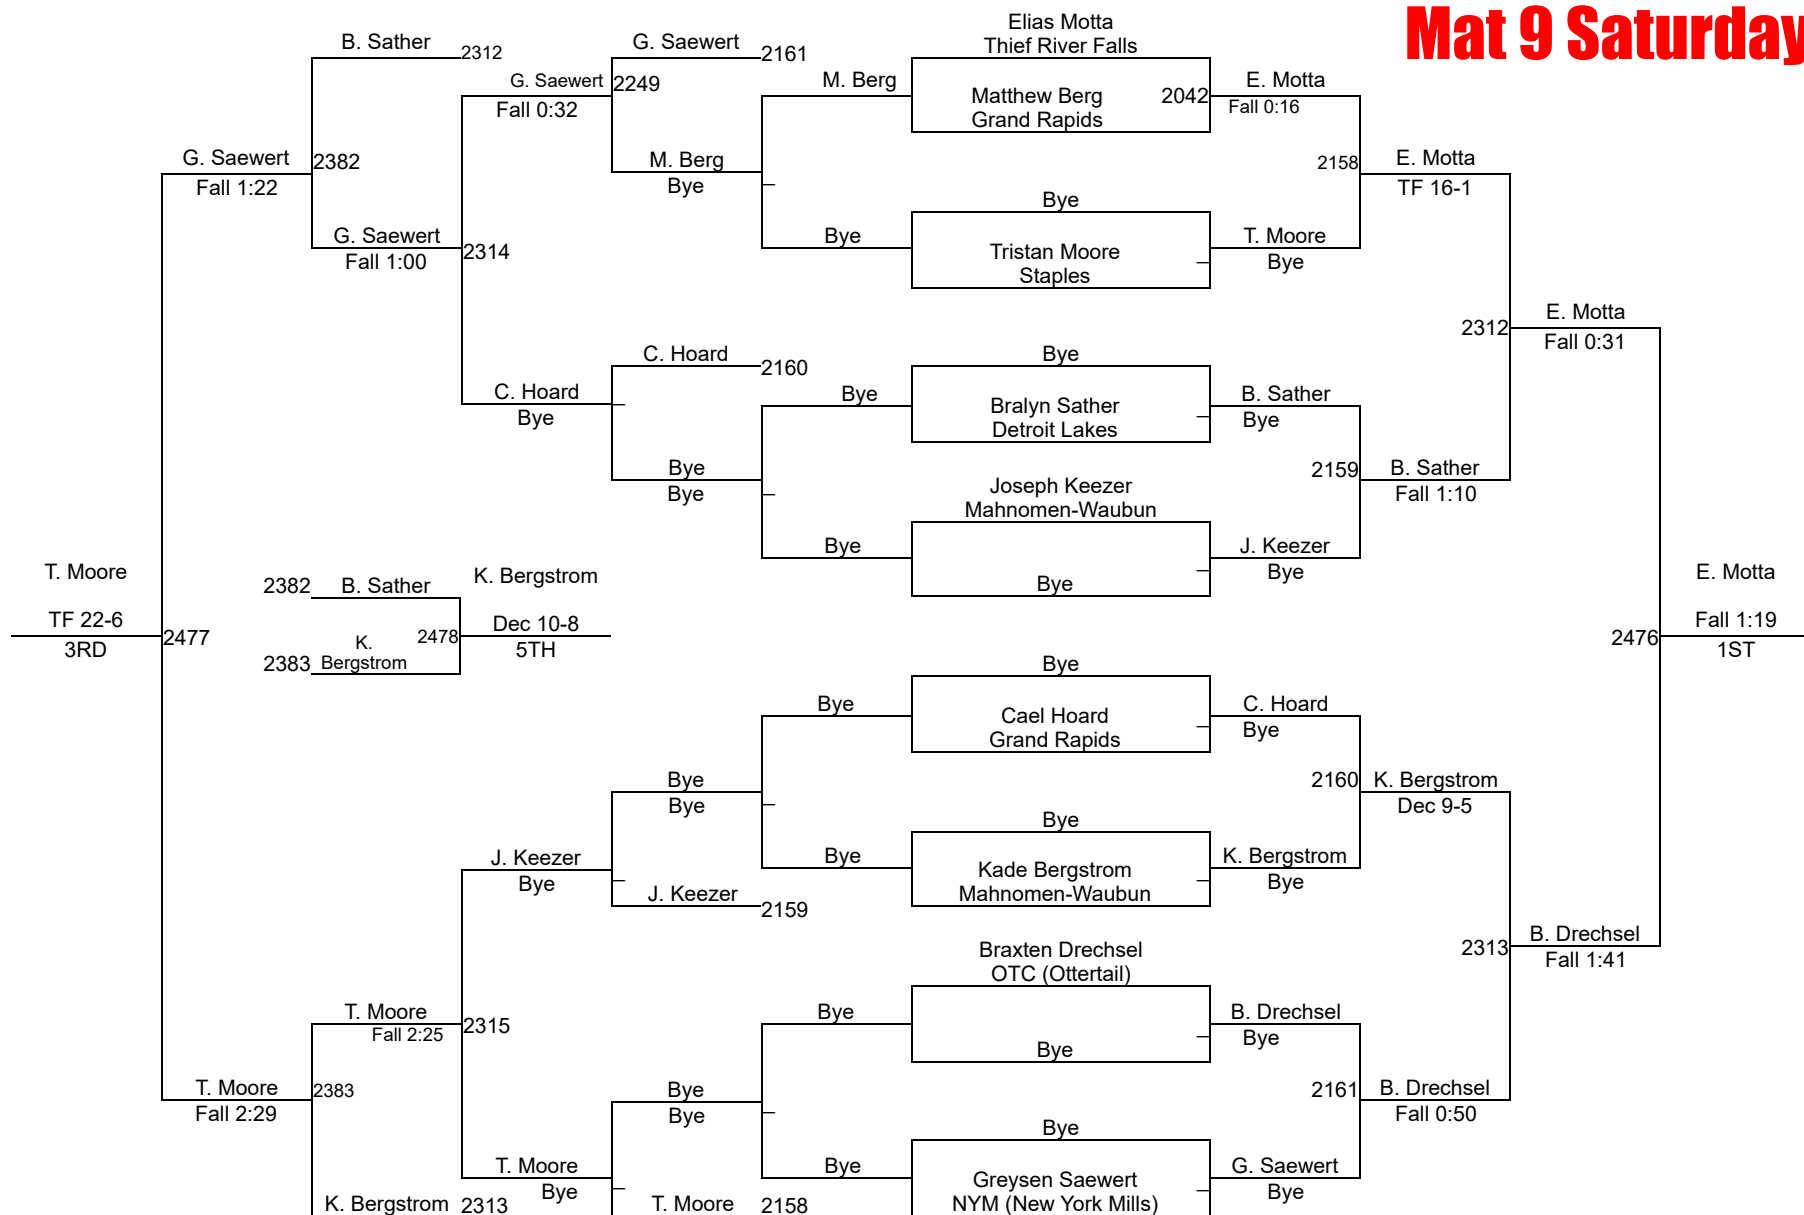 Mat 9 Saturday
Elias Motta
B. Sather
2312
G. Saewert
2161
Thief River Falls
G. Saewert
2249
M. Berg
E. Motta
Fall 0:32
Matthew Berg
2042
Fall 0:16
Grand Rapids
G. Saewert
2382
M. Berg
2158
E. Motta
Fall 1:22
Bye
_
TF 16-1
Bye
G. Saewert
Bye
T. Moore
Fall 1:00
2314
Tristan Moore
_
Bye
Staples
E. Motta
2312
Fall 0:31
C. Hoard
2160
Bye
C. Hoard
_
Bye
B. Sather
Bye
Bralyn Sather
_
Bye
Detroit Lakes
Bye
2159
B. Sather
Bye
_
Joseph Keezer
Fall 1:10
Mahnomen-Waubun
Bye
J. Keezer
_
Bye
Bye
T. Moore
K. Bergstrom
E. Motta
2382
B. Sather
TF 22-6
Dec 10-8
Fall 1:19
2477
K.
2478
2476
3RD
2383
Bergstrom
5TH
1ST
Bye
Bye
C. Hoard
Cael Hoard
_
Bye
Grand Rapids
Bye
2160
K. Bergstrom
Bye
_
Dec 9-5
Bye
J. Keezer
Bye
K. Bergstrom
Bye
_
Kade Bergstrom
_
Bye
J. Keezer
2159
Mahnomen-Waubun
Braxten Drechsel
2313
B. Drechsel
OTC (Ottertail)
Fall 1:41
T. Moore
2315
Bye
B. Drechsel
Fall 2:25
_
Bye
Bye
T. Moore
2383
Bye
2161
B. Drechsel
Fall 2:29
Bye
_
Fall 0:50
Bye
T. Moore
Bye
G. Saewert
Bye
_
Greysen Saewert
_
Bye
K. Bergstrom
2313
T. Moore
2158
NYM (New York Mills)